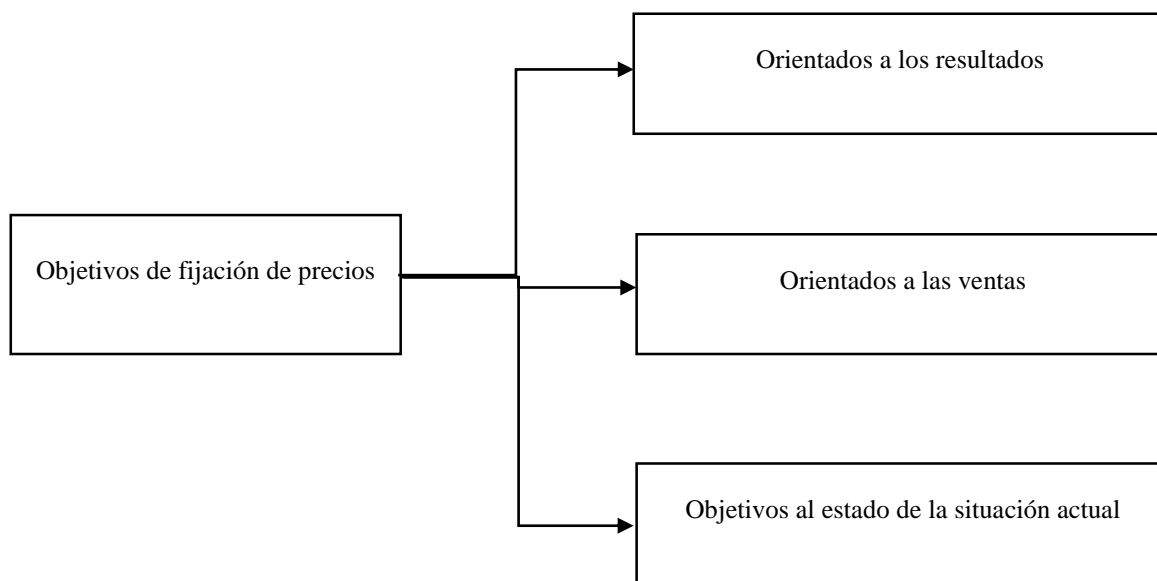 Orientados a los resultados
Objetivos de fijación de precios
Orientados a las ventas
Objetivos al estado de la situación actual